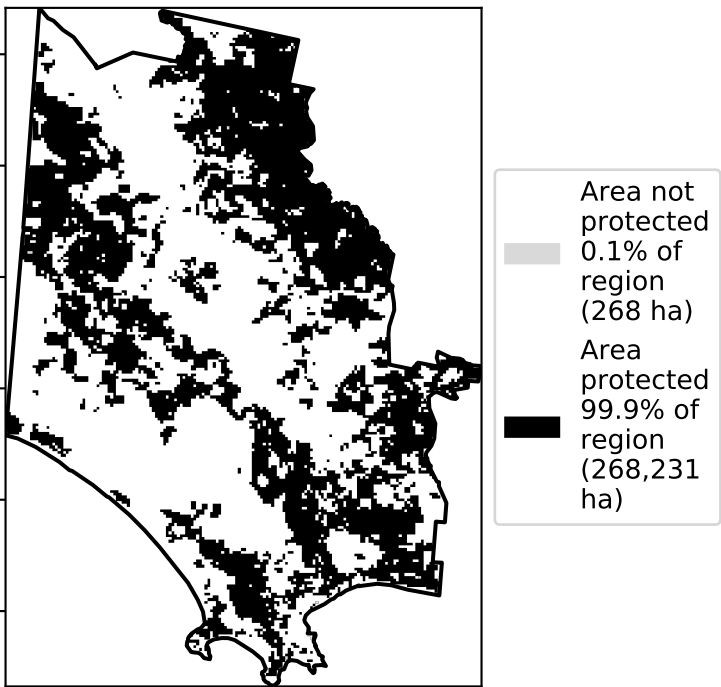 Area not
protected
0.1% of
region
(268 ha)
Area
protected
99.9% of
region
(268,231
ha)